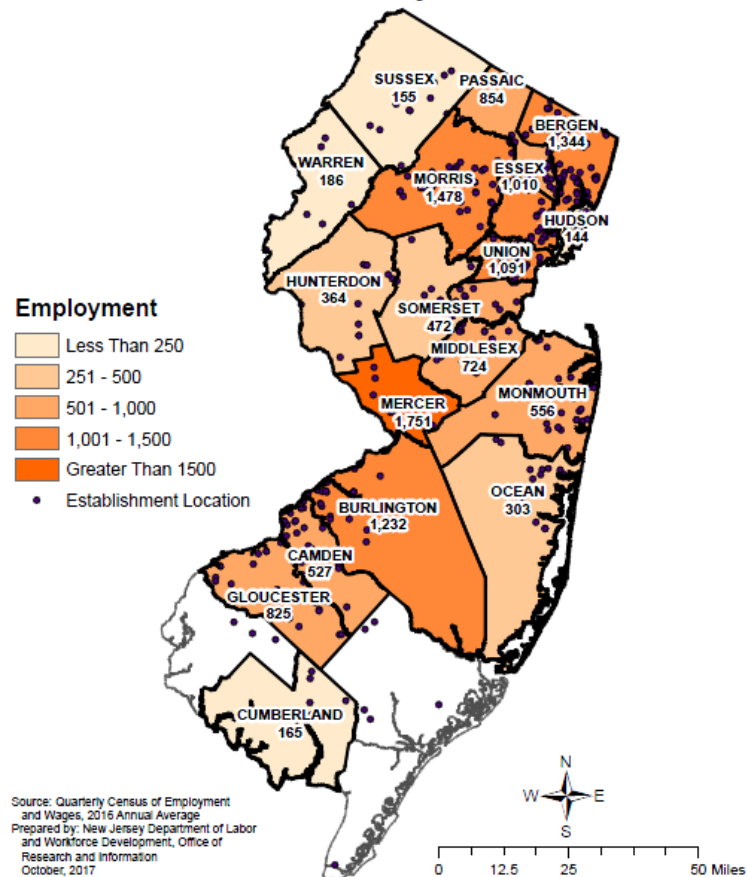 SUSSEX
155
PASSAIC
854
BERGEN
1,344
WARREN
186
MORRIS
1,478
ESSEX
1,010
HUDSON
144
UNION
1,091
HUNTERDON
364
SOMERSET
472
MIDDLESEX
724
MERCER
1,751
MONMOUTH
556
OCEAN
303
Employment
Less Than 250
251 - 500
501 - 1,000
1,001 - 1,500
Greater Than 1500
Establishment Location
BURLINGTON
1,232
CAMDEN
527
GLOUCESTER
825
CUMBERLAND
165
Source: Quarterly Census of Employment
and Wages, 2016 Annual Average
Prepared by: New Jersey Department of Labor
and Workforce Development, Office of
Research and Information
October, 2017
N
W E
S
0 12.5 25 50 Miles